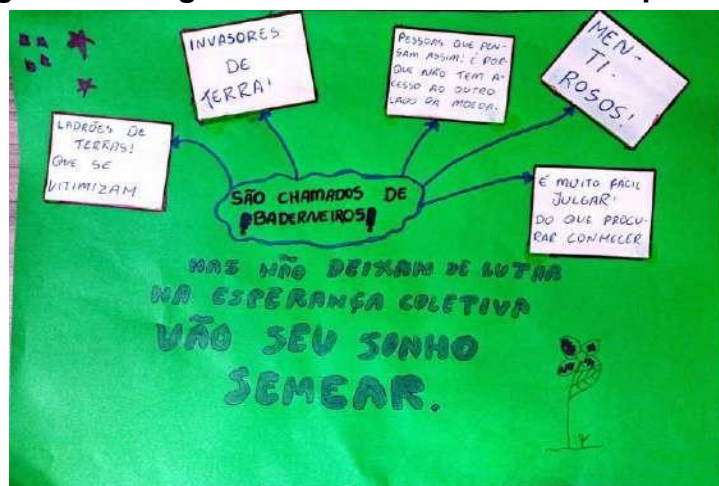 INVASORES
DE
TERRA!
PESSOAS QUE PEN-
SAM ASSIM! É POR-
QUE NÃO TEM A-
CESSO AO OUTRO
LADO DA MOEDA.
MEN-
TI-
ROSOS!
LADRÕES DE
TERRAS!
QUE SE
VITIMIZAM
SÃO CHAMADOS DE
BADERNEIROS
É MUITO FÁCIL
JULGAR!
DO QUE PROCU-
RAR CONHECER
MAS NÃO DEIXAM DE LUTAR
NA ESPERANÇA COLETIVA
VÃO SEU SONHO
SEMEAR.